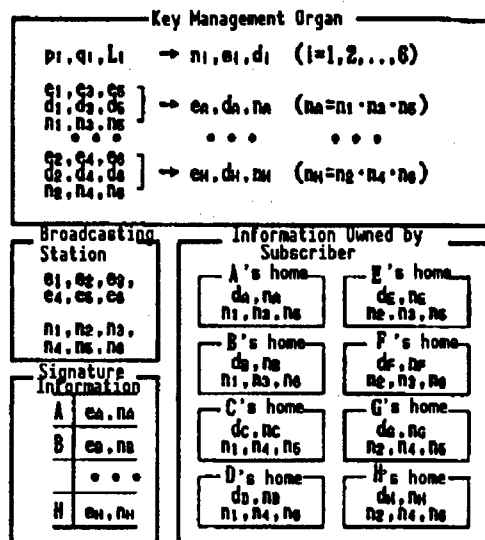 Key Management Organ
p₁,q₁,L₁ → n₁,e₁,d₁ (i=1,2,...,6)
e₁,e₃,e₅
d₁,d₃,d₅ → eA,dA,nA (nA=n₁·n₃·n₅)
n₁,n₃,n₅
• • • • • • • • •
e₂,e₄,e₆
d₂,d₄,d₆ → eH,dH,nH (nH=n₂·n₄·n₆)
n₂,n₄,n₆
Broadcasting
Station
e₁,e₂,e₃,
e₄,e₅,e₆
n₁,n₂,n₃,
n₄,n₅,n₆
Signature
Information
A eA,nA
B eB,nB
• • •
H eH,nH
Information Owned by
Subscriber
A's home
dA,nA
n₁,n₃,n₅
E's home
dE,nE
n₂,n₃,n₅
B's home
dB,nB
n₁,n₃,n₆
F's home
dF,nF
n₂,n₃,n₆
C's home
dC,nC
n₁,n₄,n₅
G's home
dG,nG
n₂,n₄,n₅
D's home
dD,nD
n₁,n₄,n₆
H's home
dH,nH
n₂,n₄,n₆